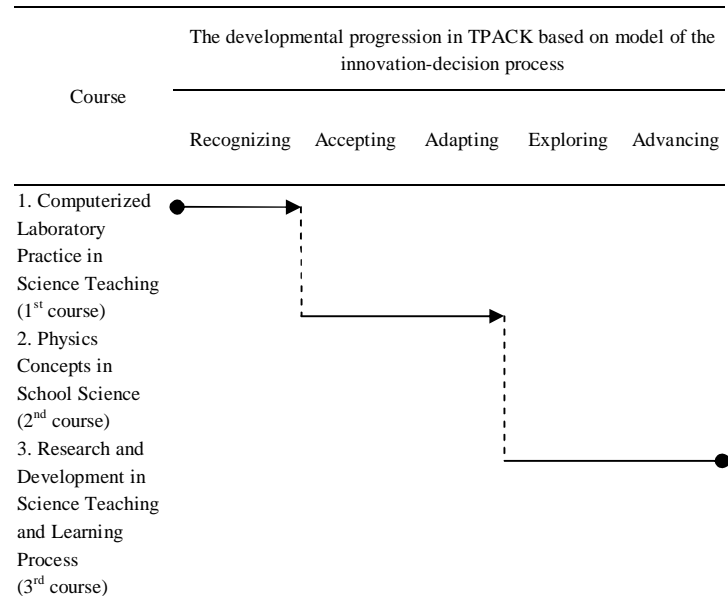 The developmental progression in TPACK based on model of the
innovation-decision process
Course
Recognizing Accepting Adapting Exploring Advancing
1. Computerized
Laboratory
Practice in
Science Teaching
(1st course)
2. Physics
Concepts in
School Science
(2nd course)
3. Research and
Development in
Science Teaching
and Learning
Process
(3rd course)